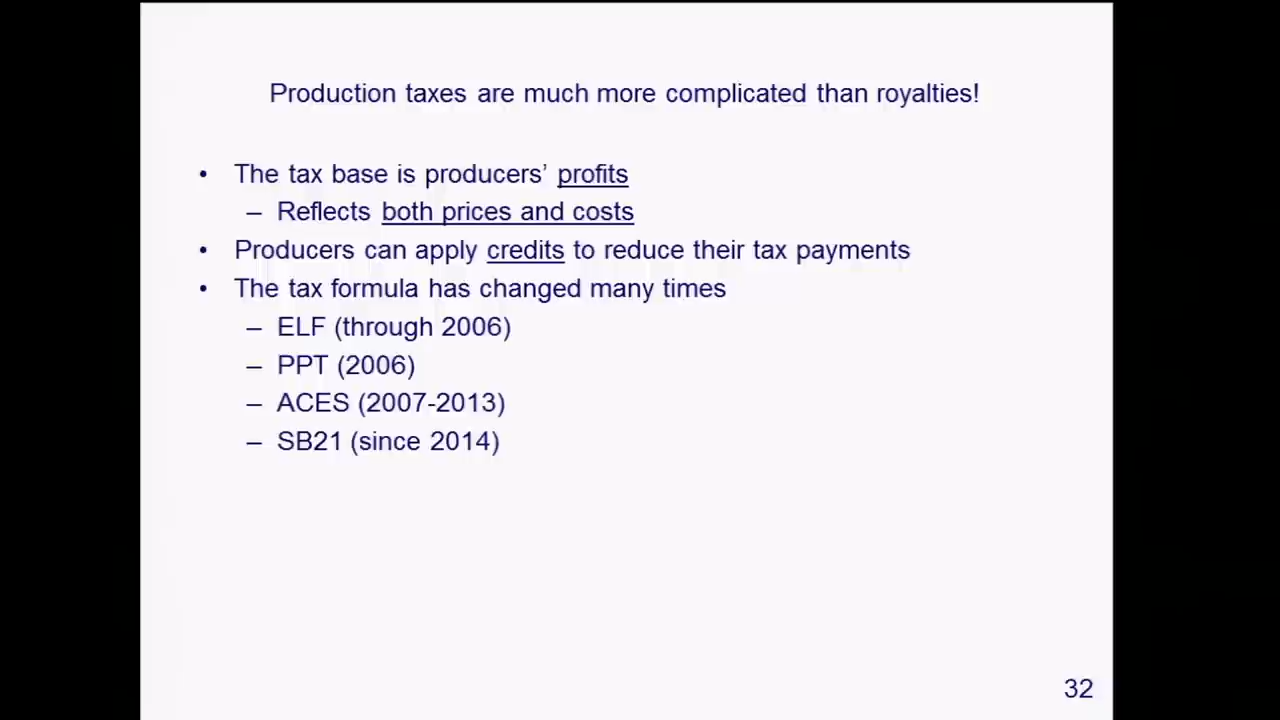 Production taxes are much more complicated than royalties!
• The tax base is producers’ profits
– Reflects both prices and costs
• Producers can apply credits to reduce their tax payments
• The tax formula has changed many times
– ELF (through 2006)
– PPT (2006)
– ACES (2007-2013)
– SB21 (since 2014)
32